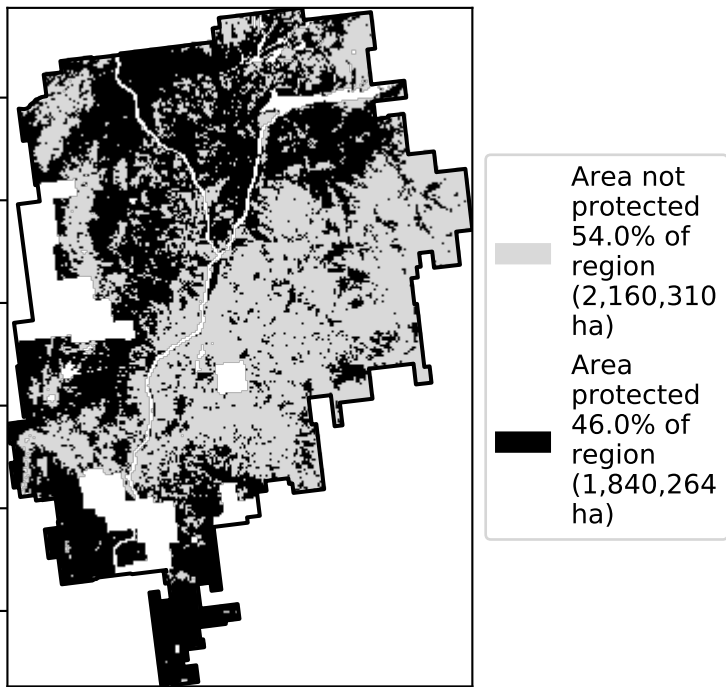 Area not
protected
54.0% of
region
(2,160,310
ha)
Area
protected
46.0% of
region
(1,840,264
ha)